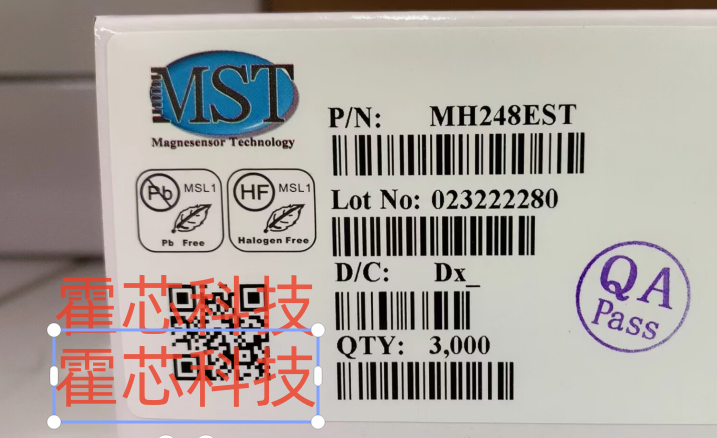 MST
Magnesensor Technology
P/N: MH248EST
Pb MSL1
Pb Free
HF MSL1
Halogen Free
Lot No: 023222280
D/C: Dx_
QTY: 3,000
QA
Pass
霍芯科技
霍芯科技